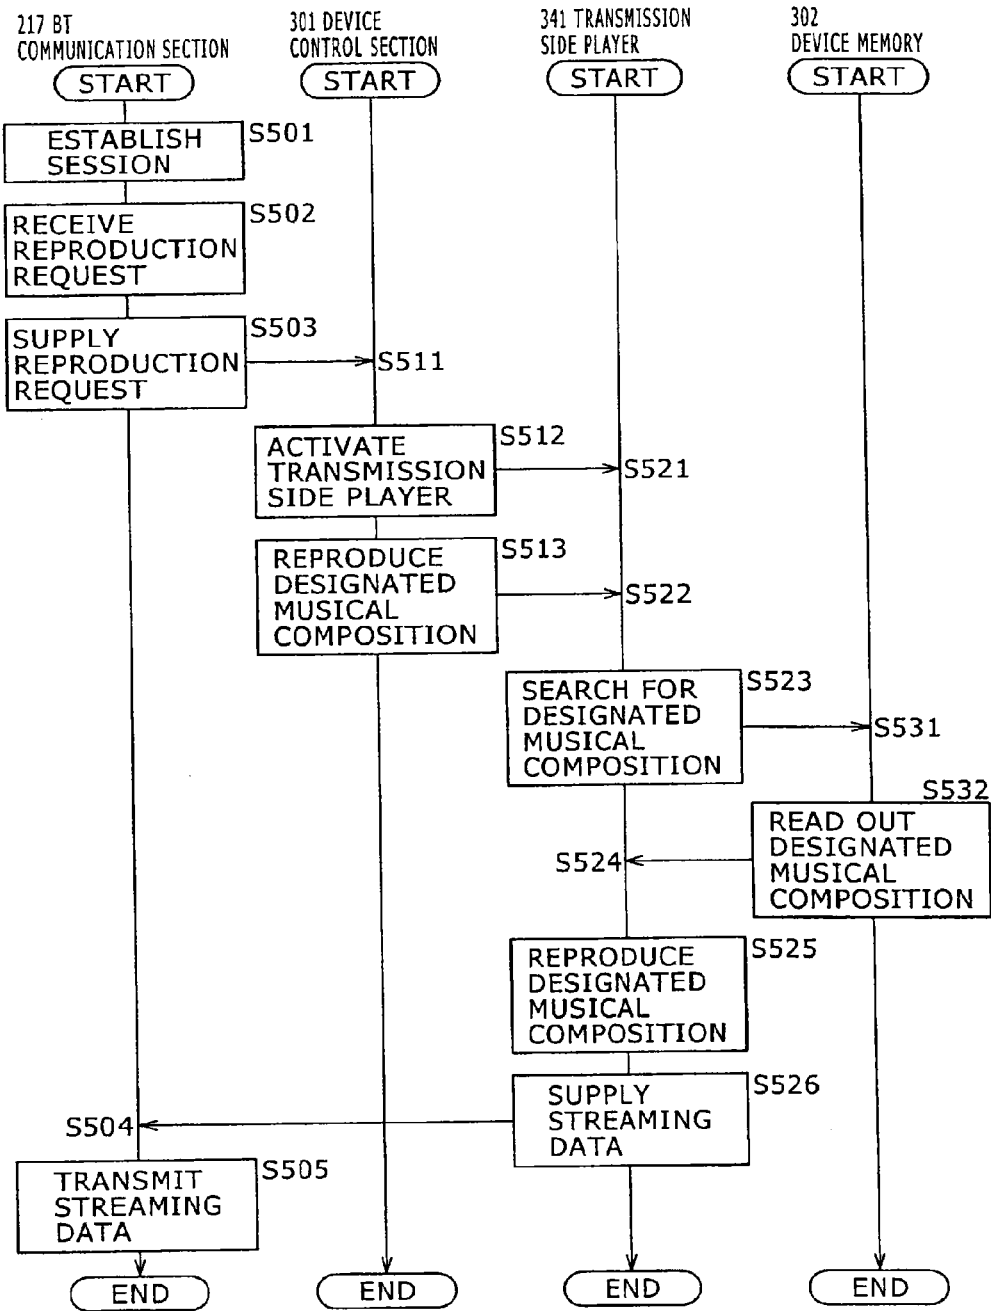 217 BT
COMMUNICATION SECTION
301 DEVICE
CONTROL SECTION
341 TRANSMISSION
SIDE PLAYER
302
DEVICE MEMORY
START
START
START
START
ESTABLISH
SESSION
S501
RECEIVE
REPRODUCTION
REQUEST
S502
SUPPLY
REPRODUCTION
REQUEST
S503
S511
ACTIVATE
TRANSMISSION
SIDE PLAYER
S512
S521
REPRODUCE
DESIGNATED
MUSICAL
COMPOSITION
S513
S522
SEARCH FOR
DESIGNATED
MUSICAL
COMPOSITION
S523
S531
S532
READ OUT
DESIGNATED
MUSICAL
COMPOSITION
S524
REPRODUCE
DESIGNATED
MUSICAL
COMPOSITION
S525
SUPPLY
STREAMING
DATA
S526
S504
TRANSMIT
STREAMING
DATA
S505
END
END
END
END